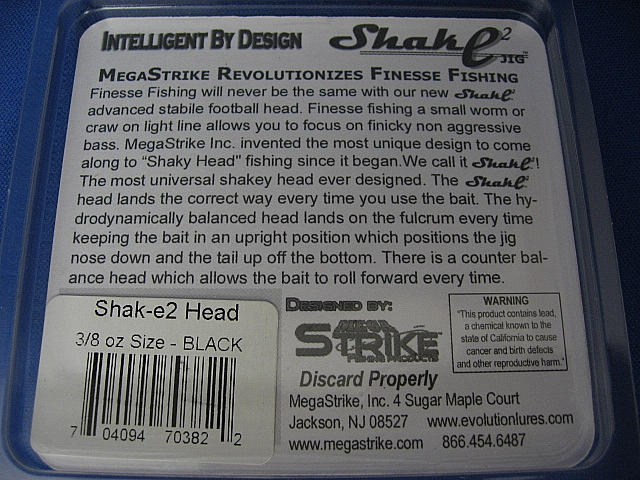 INTELLIGENT BY DESIGN Shak-e2 JIG
MEGASTRIKE REVOLUTIONIZES FINESSE FISHING
Finesse Fishing will never be the same with our new Shak-e2
advanced stabile football head. Finesse fishing a small worm or
craw on light line allows you to focus on finicky non aggressive
bass. MegaStrike Inc. invented the most unique design to come
along to “Shaky Head" fishing since it began.We call it Shak-e2!
The most universal shakey head ever designed. The Shak-e2
head lands the correct way every time you use the bait. The hy-
drodynamically balanced head lands on the fulcrum every time
keeping the bait in an upright position which positions the jig
nose down and the tail up off the bottom. There is a counter bal-
ance head which allows the bait to roll forward every time.
Shak-e2 Head
3/8 oz Size - BLACK
7 04094 70382 2
DESIGNED BY:
MEGA
STRIKE
FISHING PRODUCTS
WARNING
"This product contains lead,
a chemical known to the
state of California to cause
cancer and birth defects
and other reproductive harm."
Discard Properly
MegaStrike, Inc. 4 Sugar Maple Court
Jackson, NJ 08527 www.evolutionlures.com
www.megastrike.com 866.454.6487